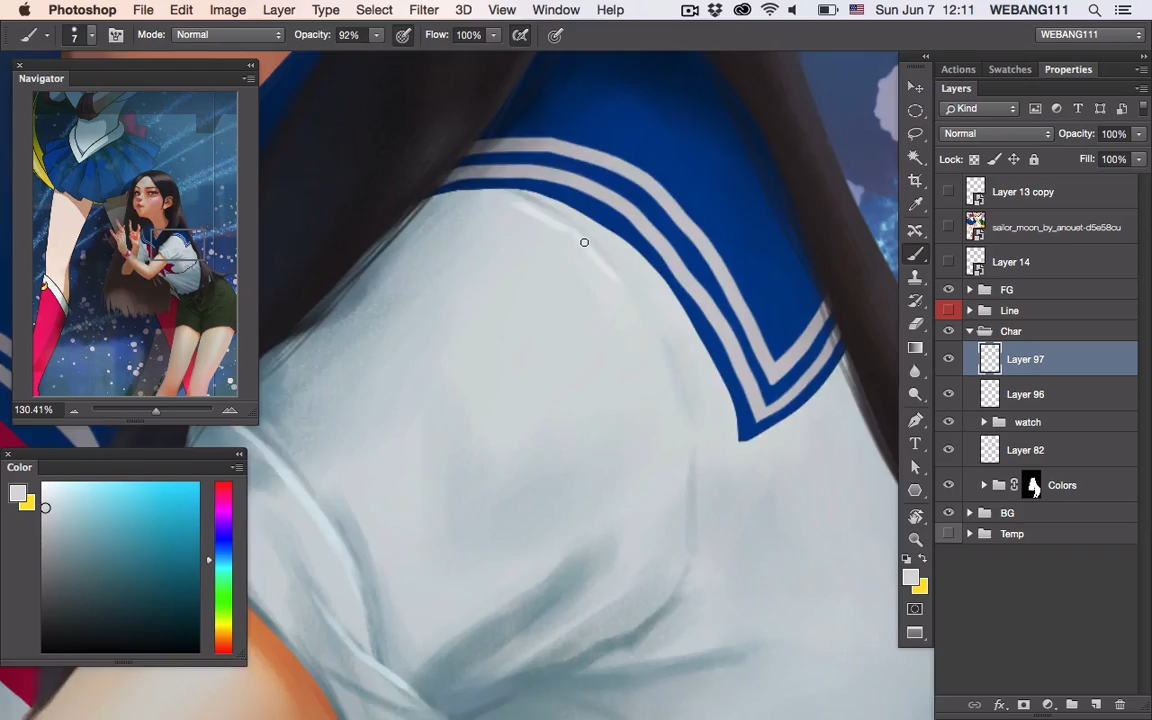 Photoshop File Edit Image Layer Type Select Filter 3D View Window Help Sun Jun 7 12:11 WEBANG111
7 Mode: Normal Opacity: 92% Flow: 100% WEBANG111
Navigator
130.41%
Color
Actions Swatches Properties
Layers
Kind
Normal Opacity: 100%
Lock: Fill: 100%
Layer 13 copy
sailor_moon_by_anouet-d5e58cu
Layer 14
FG
Line
Char
Layer 97
Layer 96
watch
Layer 82
Colors
BG
Temp